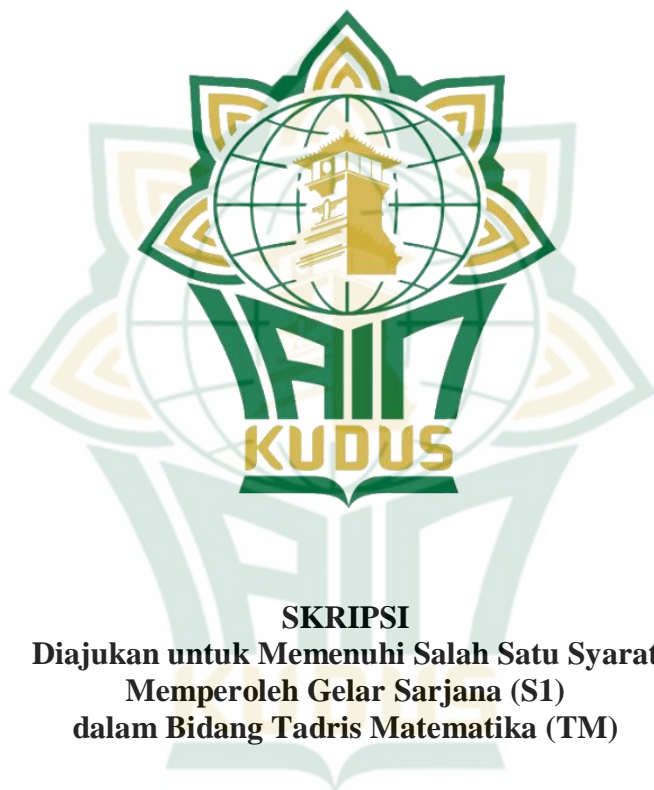 IAIN
KUDUS
SKRIPSI
Diajukan untuk Memenuhi Salah Satu Syarat
Memperoleh Gelar Sarjana (S1)
dalam Bidang Tadris Matematika (TM)